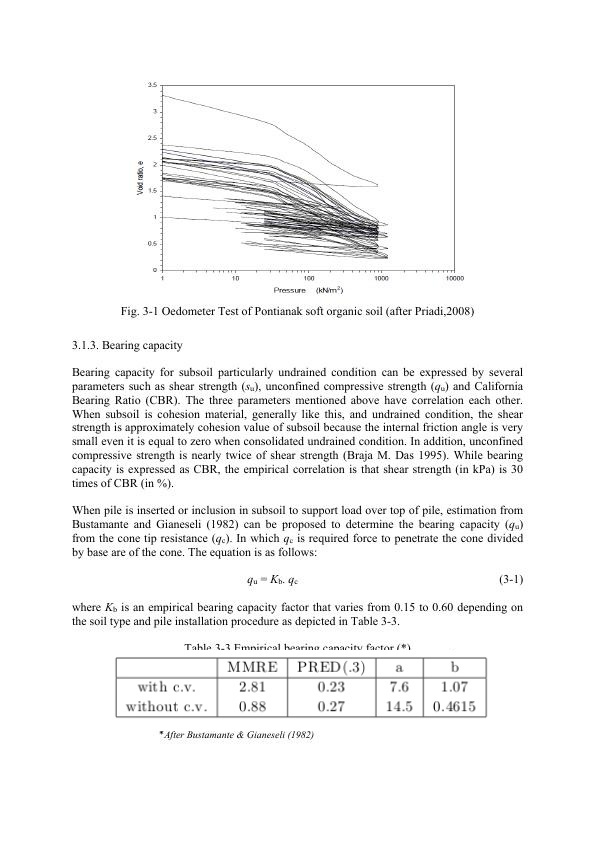 3.5
3
2.5
2
1.5
1
0.5
0
Void ratio, e
1 10 100 1000 10000
Pressure (kN/m²)
Fig. 3-1 Oedometer Test of Pontianak soft organic soil (after Priadi,2008)
3.1.3. Bearing capacity
Bearing capacity for subsoil particularly undrained condition can be expressed by several
parameters such as shear strength (su), unconfined compressive strength (qu) and California
Bearing Ratio (CBR). The three parameters mentioned above have correlation each other.
When subsoil is cohesion material, generally like this, and undrained condition, the shear
strength is approximately cohesion value of subsoil because the internal friction angle is very
small even it is equal to zero when consolidated undrained condition. In addition, unconfined
compressive strength is nearly twice of shear strength (Braja M. Das 1995). While bearing
capacity is expressed as CBR, the empirical correlation is that shear strength (in kPa) is 30
times of CBR (in %).
When pile is inserted or inclusion in subsoil to support load over top of pile, estimation from
Bustamante and Gianeseli (1982) can be proposed to determine the bearing capacity (qu)
from the cone tip resistance (qc). In which qc is required force to penetrate the cone divided
by base are of the cone. The equation is as follows:
qu = Kb. qc (3-1)
where Kb is an empirical bearing capacity factor that varies from 0.15 to 0.60 depending on
the soil type and pile installation procedure as depicted in Table 3-3.
Table 3-3 Empirical bearing capacity factor (*)
MMRE PRED(.3) a b
with c.v. 2.81 0.23 7.6 1.07
without c.v. 0.88 0.27 14.5 0.4615
*After Bustamante & Gianeseli (1982)